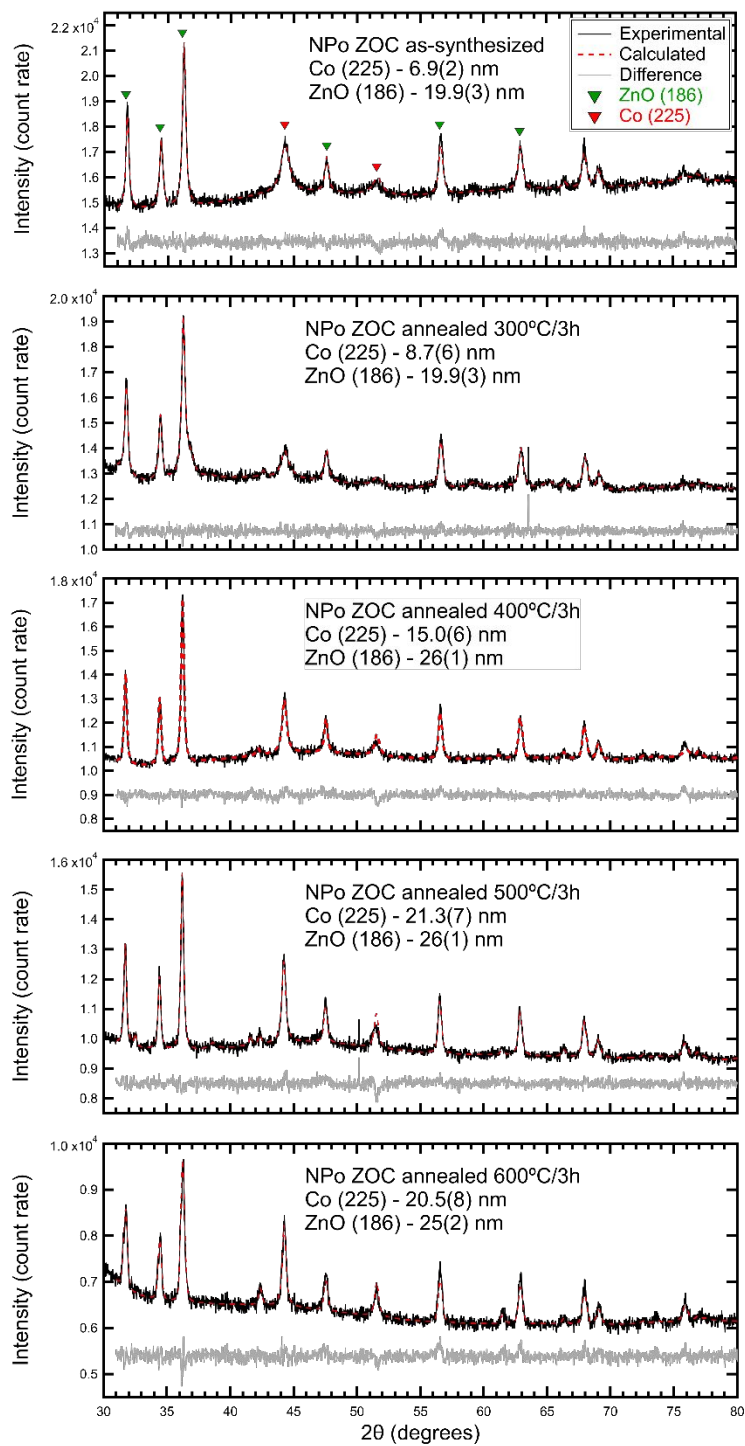 2.2 x10⁴
2.1
2.0
1.9
1.8
1.7
1.6
1.5
1.4
1.3
Intensity (count rate)
NPo ZOC as-synthesized
Co (225) - 6.9(2) nm
ZnO (186) - 19.9(3) nm
Experimental
Calculated
Difference
ZnO (186)
Co (225)
2.0 x10⁴
1.9
1.8
1.7
1.6
1.5
1.4
1.3
1.2
1.1
1.0
Intensity (count rate)
NPo ZOC annealed 300ºC/3h
Co (225) - 8.7(6) nm
ZnO (186) - 19.9(3) nm
1.8 x10⁴
1.7
1.6
1.5
1.4
1.3
1.2
1.1
1.0
0.9
0.8
Intensity (count rate)
NPo ZOC annealed 400ºC/3h
Co (225) - 15.0(6) nm
ZnO (186) - 26(1) nm
1.6 x10⁴
1.5
1.4
1.3
1.2
1.1
1.0
0.9
0.8
Intensity (count rate)
NPo ZOC annealed 500ºC/3h
Co (225) - 21.3(7) nm
ZnO (186) - 26(1) nm
1.0 x10⁴
0.9
0.8
0.7
0.6
0.5
Intensity (count rate)
NPo ZOC annealed 600ºC/3h
Co (225) - 20.5(8) nm
ZnO (186) - 25(2) nm
30 35 40 45 50 55 60 65 70 75 80
2θ (degrees)